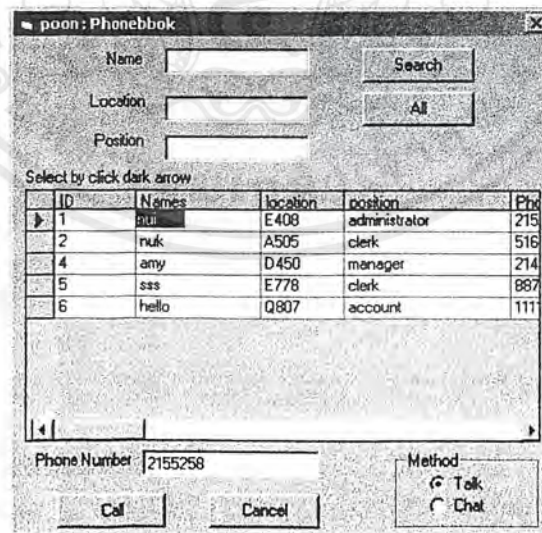 poon : Phonebbok
Name
Search
Location
All
Position
Select by click dark arrow
ID Names location position Pho
1 nui E408 administrator 215
2 nuk A505 clerk 516
4 amy D450 manager 214
5 sss E778 clerk 887
6 hello Q807 account 111
Phone Number 2155258
Method
Talk
Chat
Call Cancel